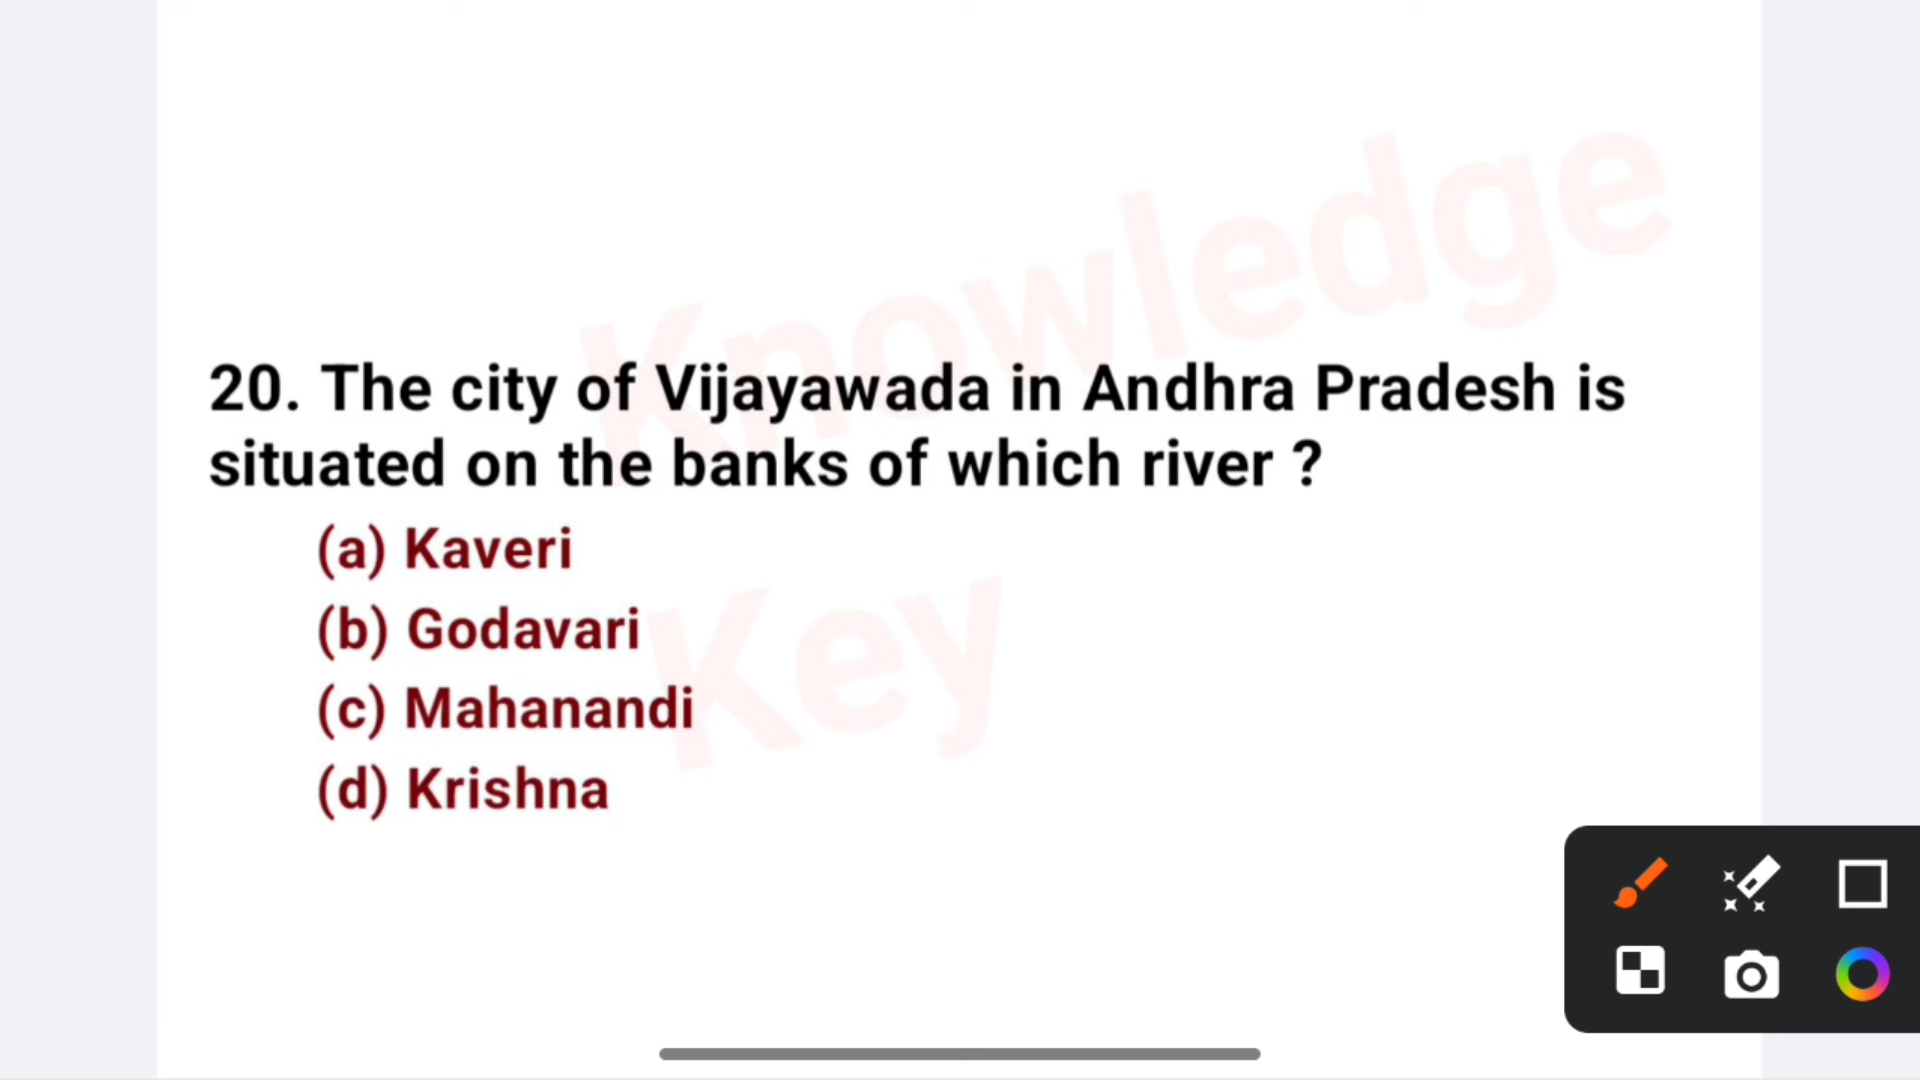 Knowledge
20. The city of Vijayawada in Andhra Pradesh is
situated on the banks of which river ?
(a) Kaveri
(b) Godavari
Key
(c) Mahanandi
(d) Krishna